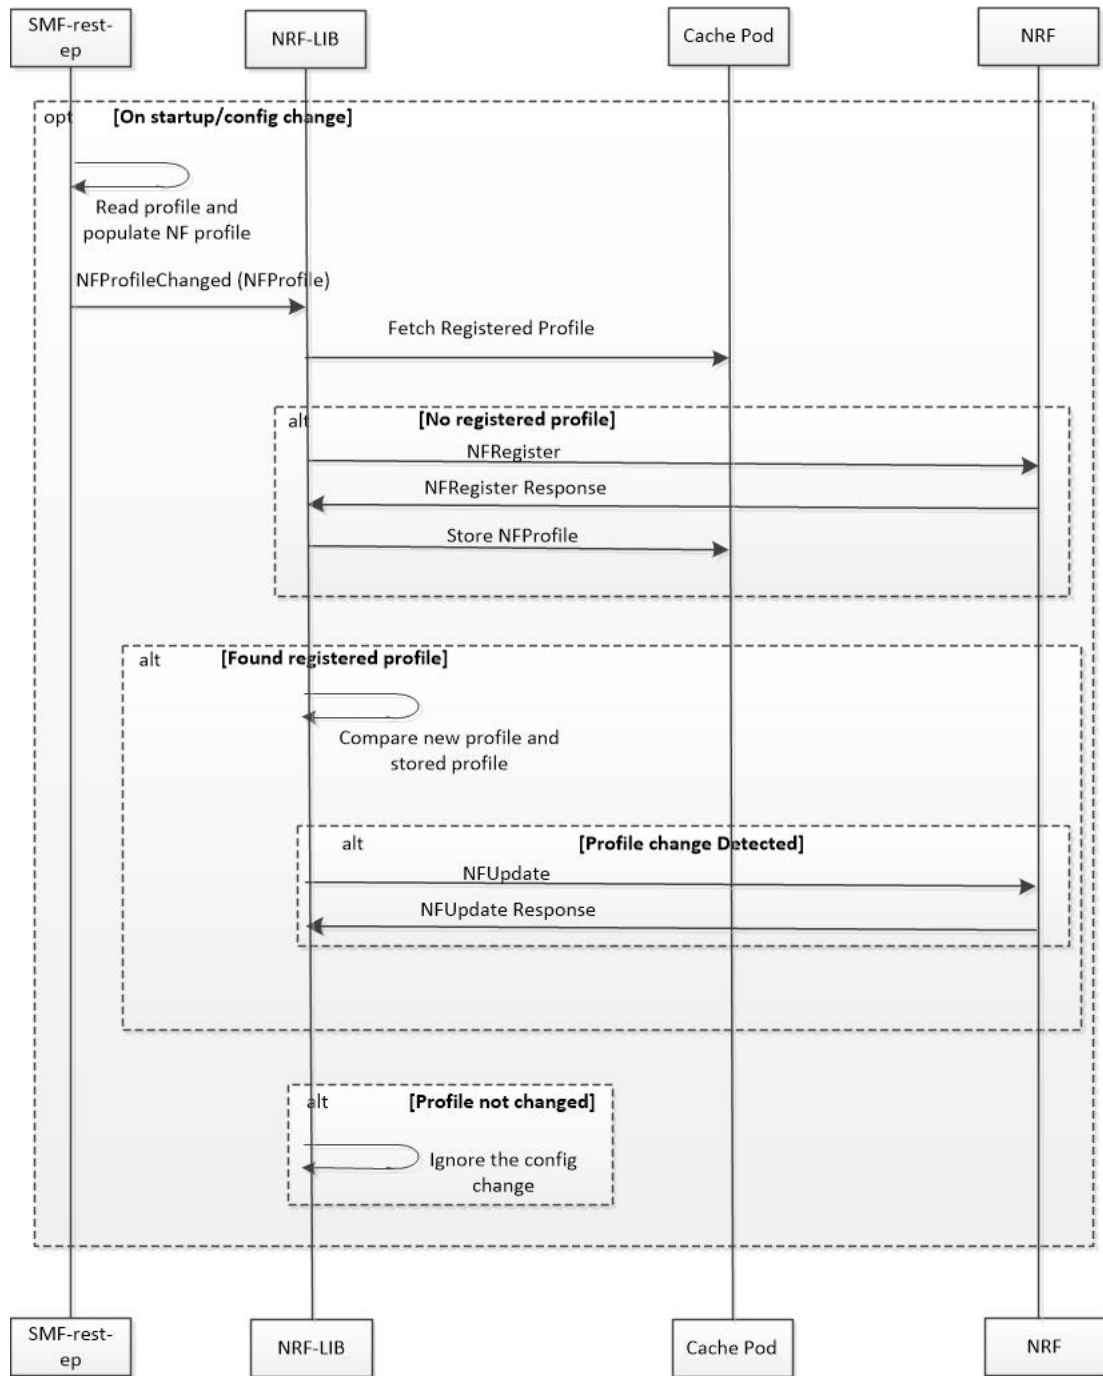 SMF-rest-
ep
NRF-LIB
Cache Pod
NRF
opt
[On startup/config change]
Read profile and
populate NF profile
NFProfileChanged (NFProfile)
Fetch Registered Profile
alt
[No registered profile]
NFRegister
NFRegister Response
Store NFProfile
alt
[Found registered profile]
Compare new profile and
stored profile
alt
[Profile change Detected]
NFUpdate
NFUpdate Response
alt
[Profile not changed]
Ignore the config
change
SMF-rest-
ep
NRF-LIB
Cache Pod
NRF